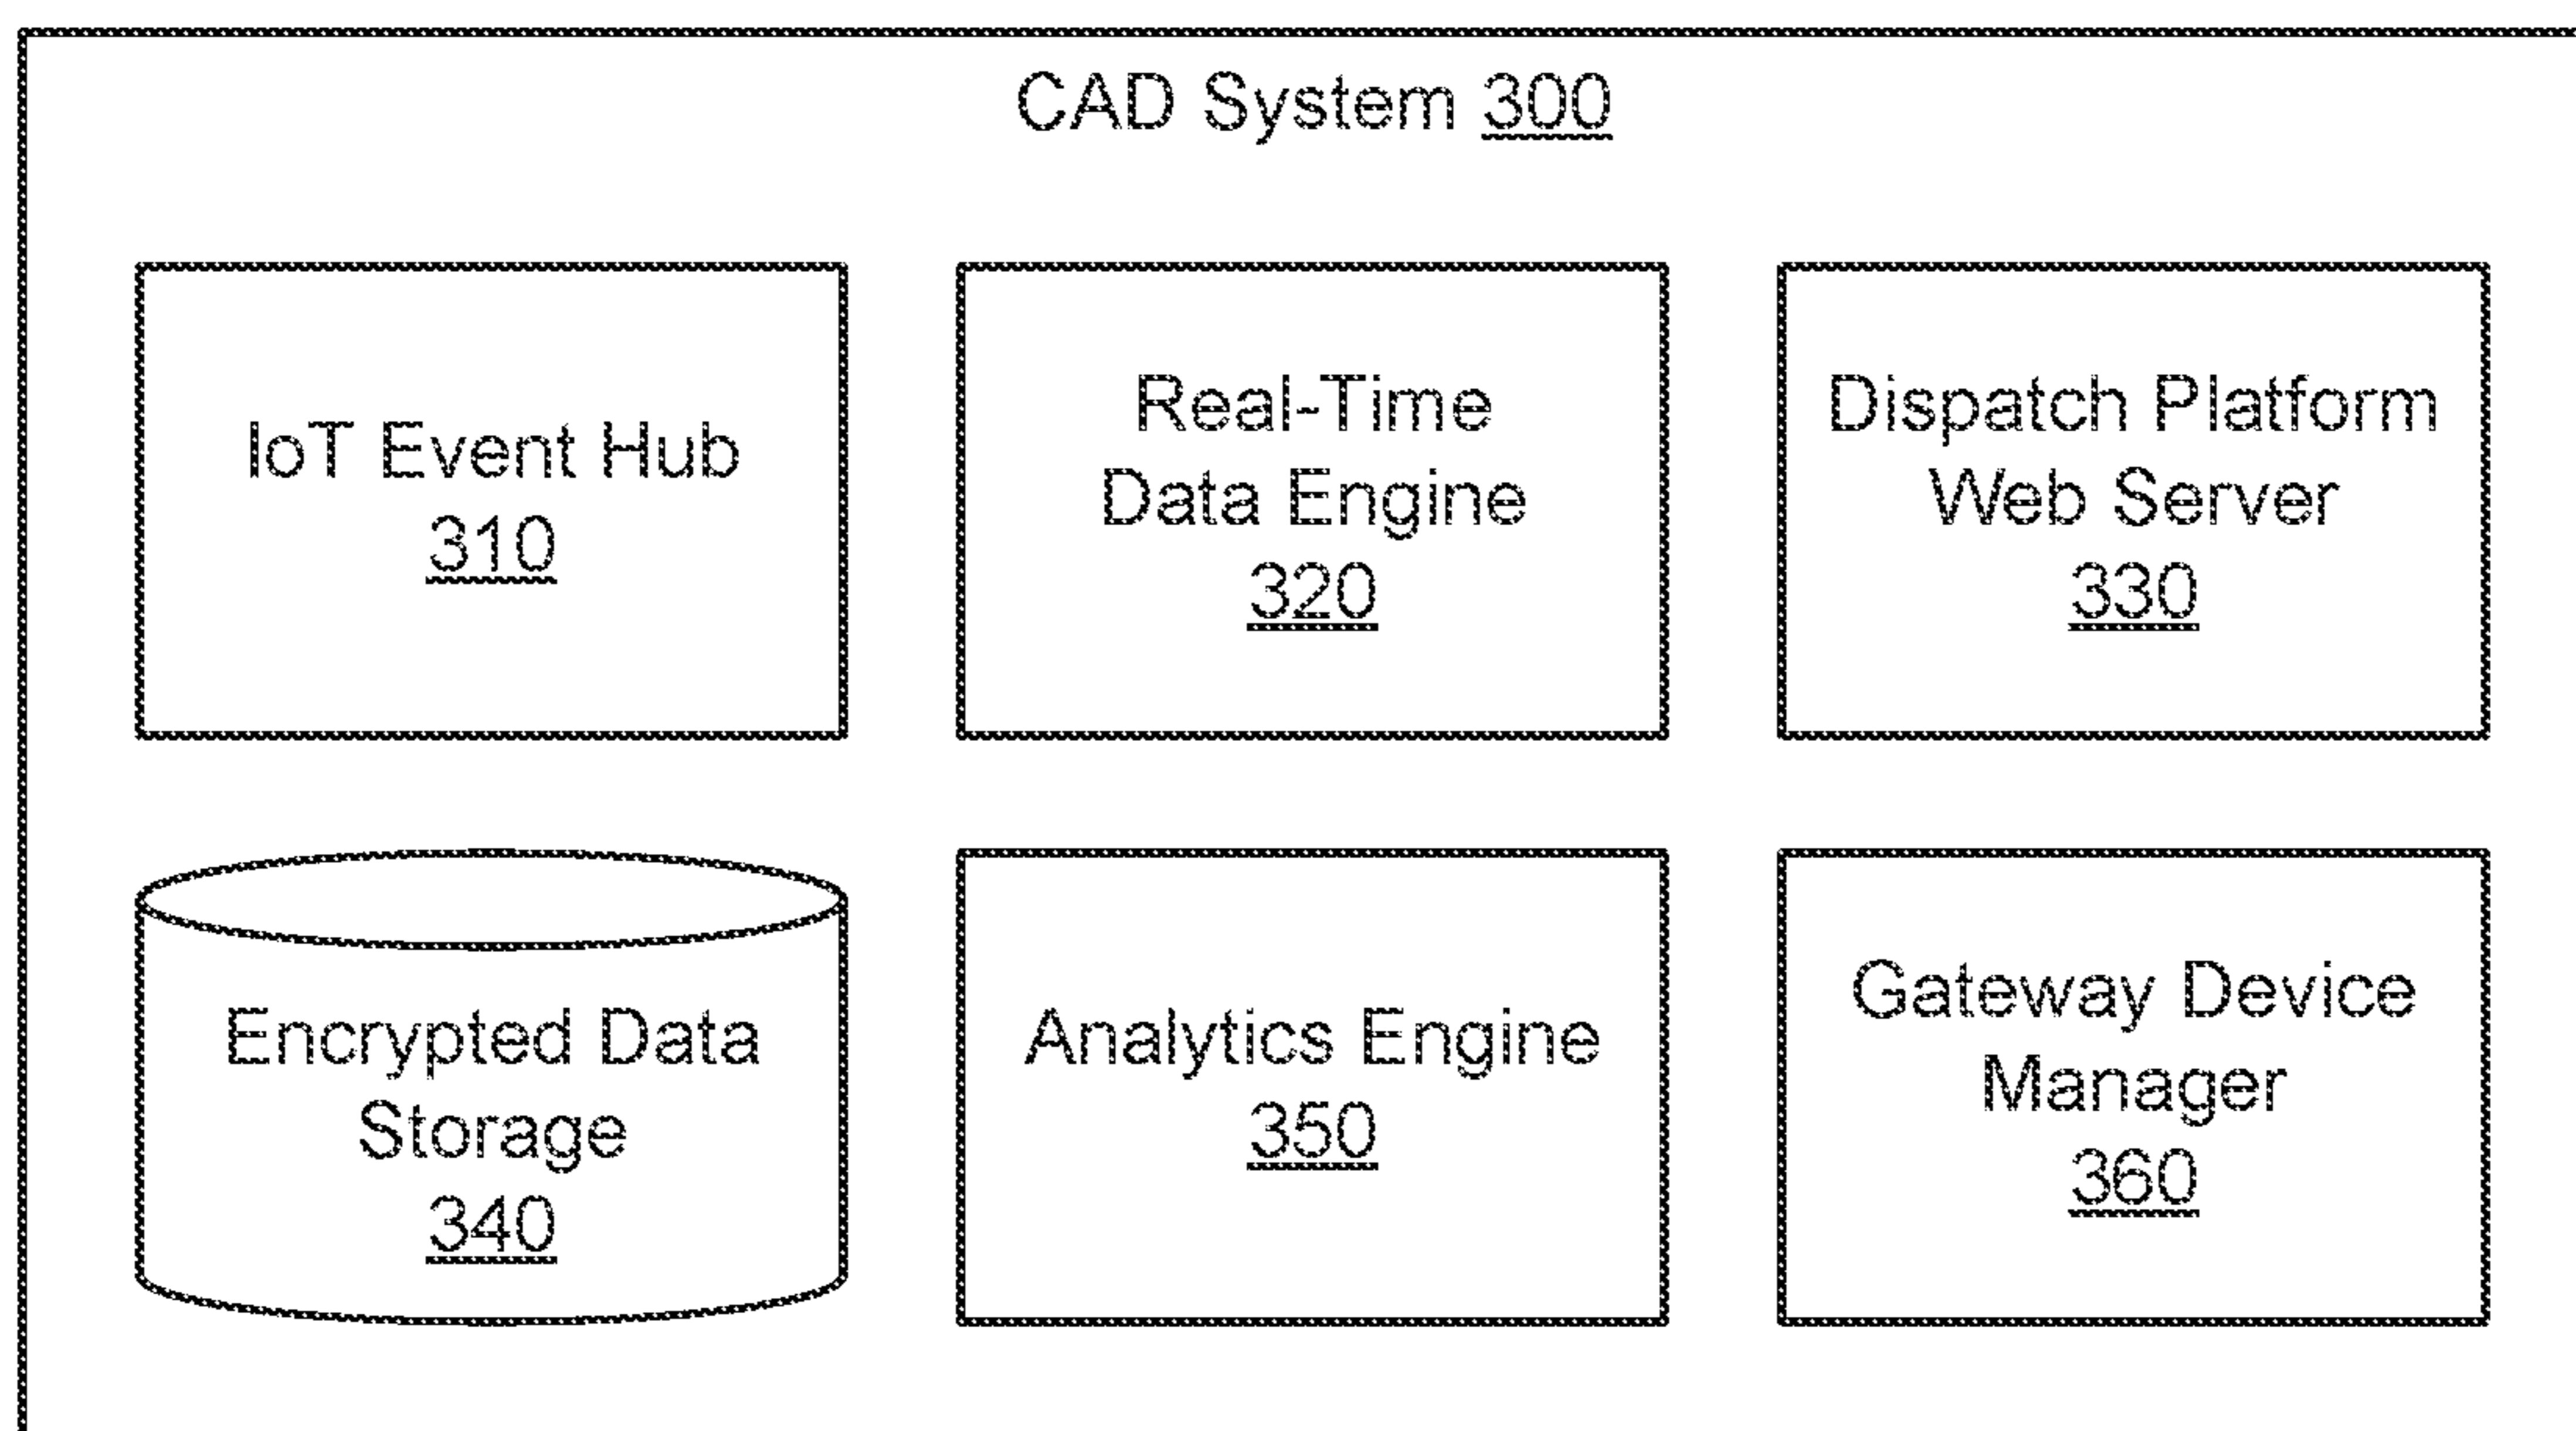 CAD System 300
IoT Event Hub
310
Real-Time
Data Engine
320
Dispatch Platform
Web Server
330
Encrypted Data
Storage
340
Analytics Engine
350
Gateway Device
Manager
360